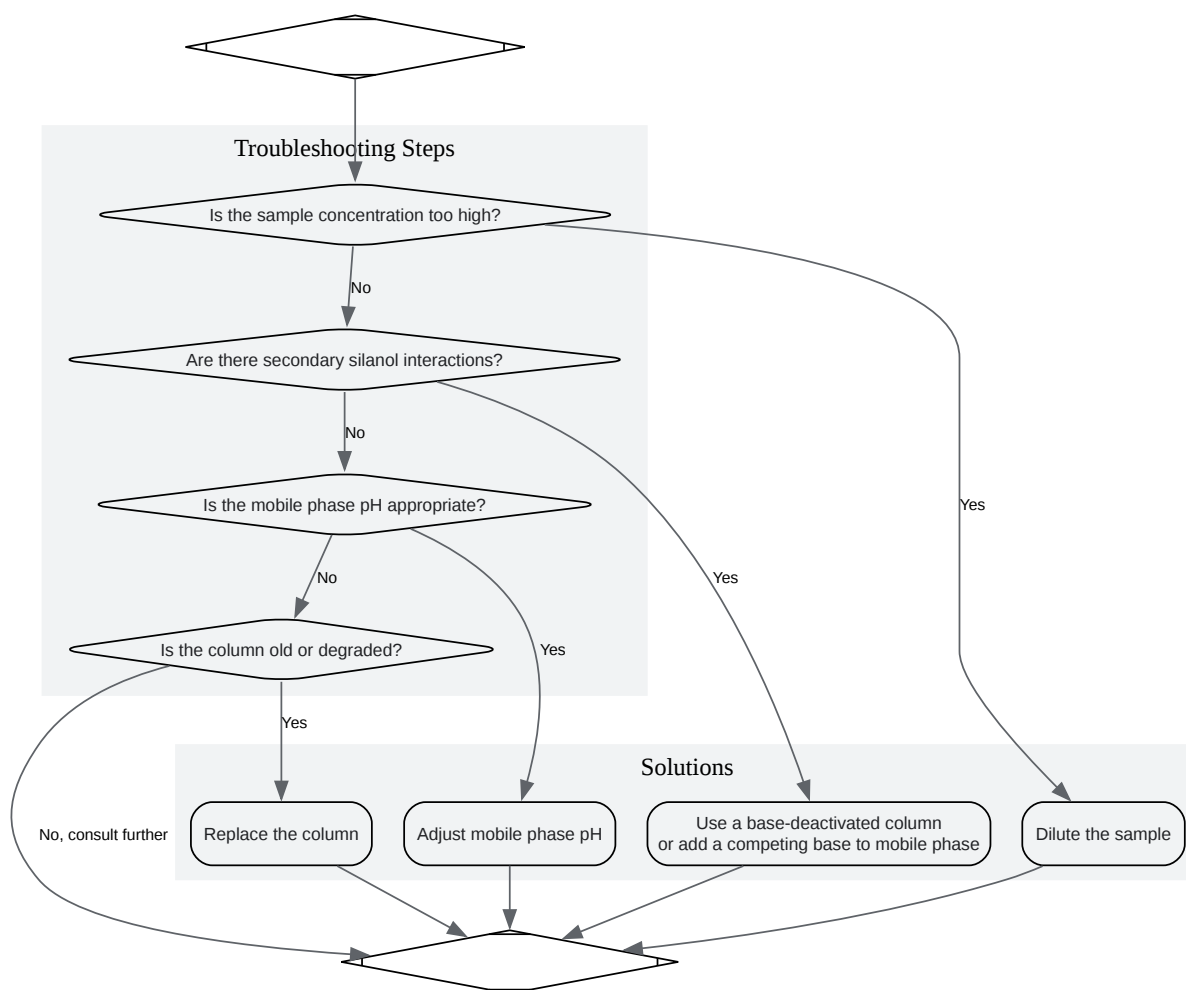 Troubleshooting Steps
Is the sample concentration too high?
No
Are there secondary silanol interactions?
No
Is the mobile phase pH appropriate?
Yes
No
Yes
Is the column old or degraded?
Yes
Yes
Solutions
No, consult further
Replace the column
Adjust mobile phase pH
Use a base-deactivated column
or add a competing base to mobile phase
Dilute the sample